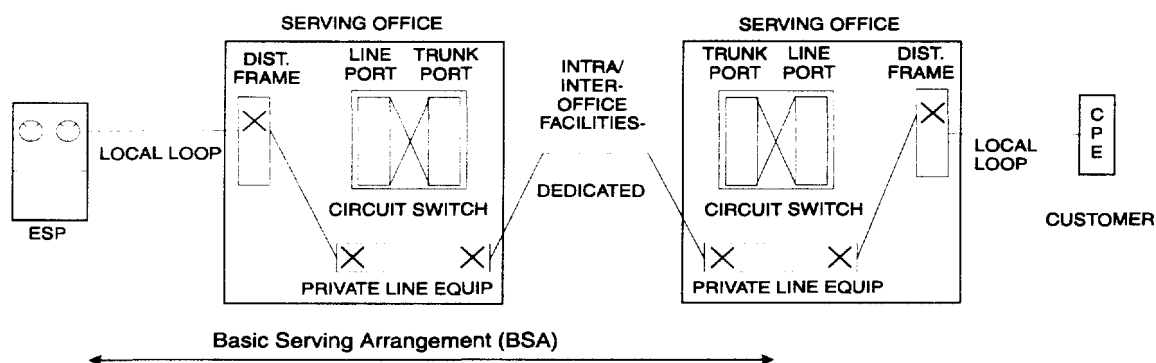 SERVING OFFICE
DIST.
FRAME
LINE
PORT
TRUNK
PORT
CIRCUIT SWITCH
PRIVATE LINE EQUIP
ESP
LOCAL LOOP
INTRA/
INTER-
OFFICE
FACILITIES-
DEDICATED
SERVING OFFICE
TRUNK
PORT
LINE
PORT
DIST.
FRAME
CIRCUIT SWITCH
PRIVATE LINE EQUIP
LOCAL
LOOP
C
P
E
CUSTOMER
Basic Serving Arrangement (BSA)